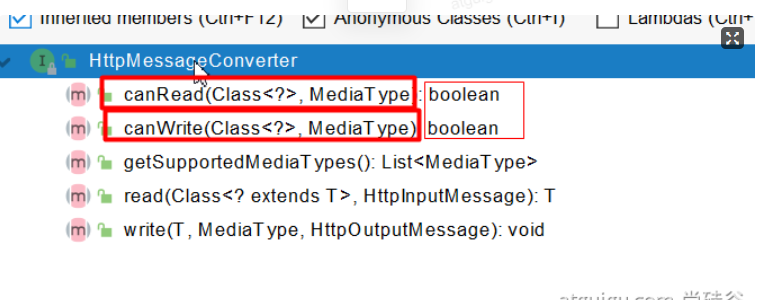 Inherited members (Ctrl+F12) Anonymous Classes (Ctrl+I) Lambdas (Ctrl+
I HttpMessageConverter
m canRead(Class<?>, MediaType): boolean
m canWrite(Class<?>, MediaType) boolean
m getSupportedMediaTypes(): List<MediaType>
m read(Class<? extends T>, HttpInputMessage): T
m write(T, MediaType, HttpOutputMessage): void
atguigu.com 尚硅谷